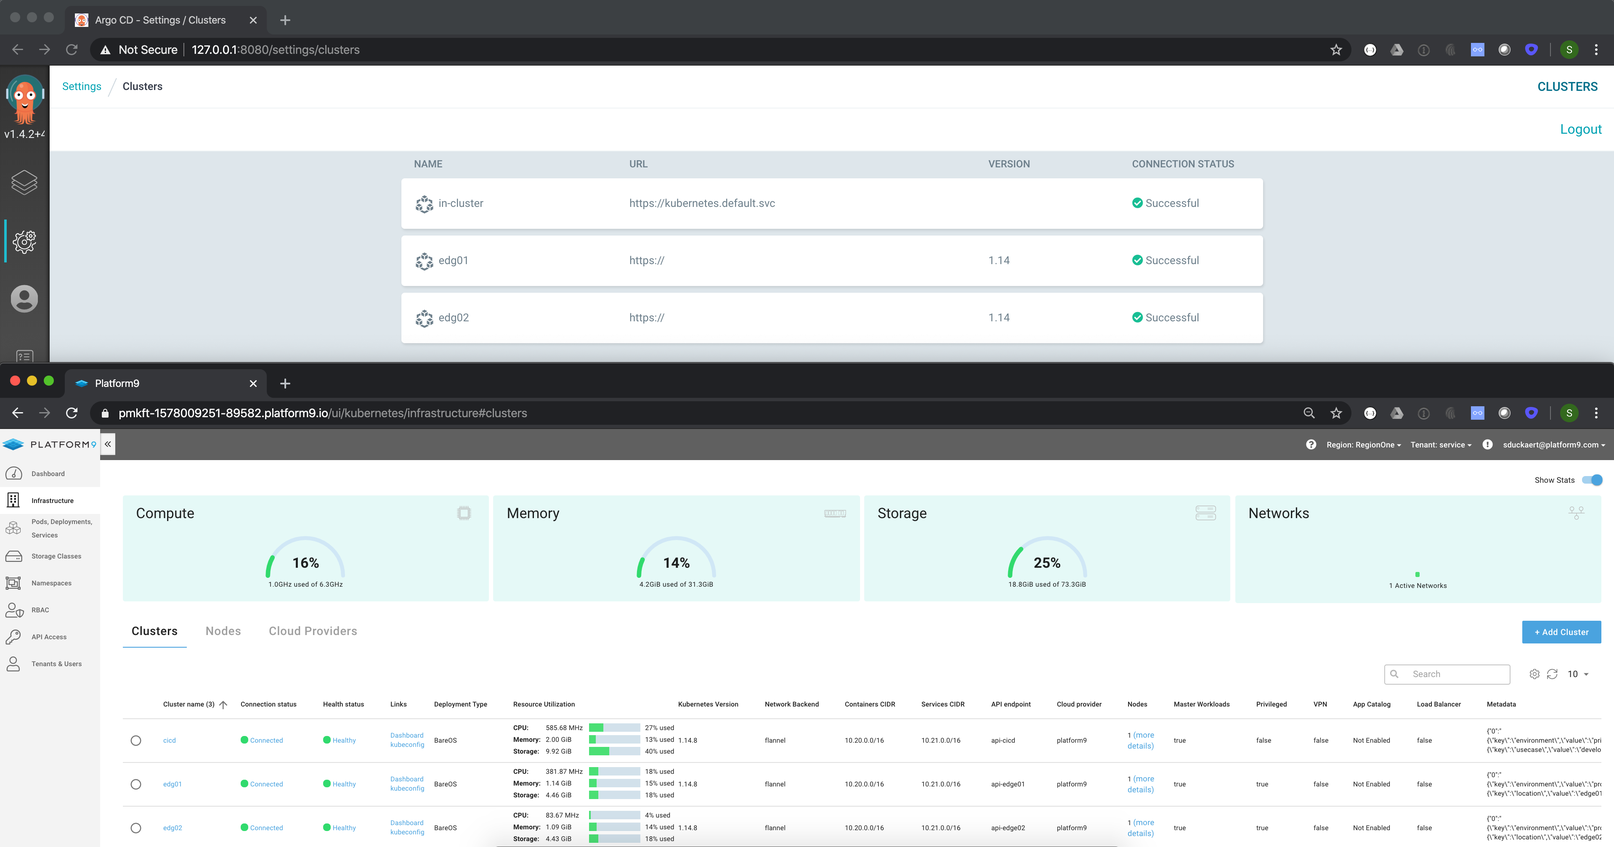 Argo CD - Settings / Clusters
Not Secure | 127.0.0.1:8080/settings/clusters
S
Settings / Clusters
CLUSTERS
v1.4.2+4
Logout
NAME URL VERSION CONNECTION STATUS
in-cluster https://kubernetes.default.svc Successful
edg01 https:// 1.14 Successful
edg02 https:// 1.14 Successful
Platform9
pmkft-1578009251-89582.platform9.io/ui/kubernetes/infrastructure#clusters
S
PLATFORM9 «
? Region: RegionOne Tenant: service ! sduckaert@platform9.com
Dashboard
Infrastructure
Pods, Deployments,
Services
Storage Classes
Namespaces
RBAC
API Access
Tenants & Users
Show Stats
Compute
16%
1.0GHz used of 6.3GHz
Memory
14%
4.2GiB used of 31.3GiB
Storage
25%
18.8GiB used of 73.3GiB
Networks
1 Active Networks
Clusters Nodes Cloud Providers
+ Add Cluster
Search
10
Cluster name (3) Connection status Health status Links Deployment Type Resource Utilization Kubernetes Version Network Backend Containers CIDR Services CIDR API endpoint Cloud provider Nodes Master Workloads Privileged VPN App Catalog Load Balancer Metadata
cicd Connected Healthy Dashboard kubeconfig BareOS
CPU: 585.68 MHz 27% used
Memory: 2.00 GiB 13% used
Storage: 9.92 GiB 40% used
1.14.8 flannel 10.20.0.0/16 10.21.0.0/16 api-cicd platform9 1 (more details) true false false Not Enabled false
{"0":"
{\"key\":\"environment\",\"value\":\"pri
{\"key\":\"usecase\",\"value\":\"develo
edg01 Connected Healthy Dashboard kubeconfig BareOS
CPU: 381.87 MHz 18% used
Memory: 1.14 GiB 15% used
Storage: 4.46 GiB 18% used
1.14.8 flannel 10.20.0.0/16 10.21.0.0/16 api-edge01 platform9 1 (more details) true true false Not Enabled false
{"0":"
{\"key\":\"environment\",\"value\":\"pro
{\"key\":\"location\",\"value\":\"edge01
edg02 Connected Healthy Dashboard kubeconfig BareOS
CPU: 83.67 MHz 4% used
Memory: 1.09 GiB 14% used
Storage: 4.43 GiB 18% used
1.14.8 flannel 10.20.0.0/16 10.21.0.0/16 api-edge02 platform9 1 (more details) true true false Not Enabled false
{"0":"
{\"key\":\"environment\",\"value\":\"pro
{\"key\":\"location\",\"value\":\"edge02